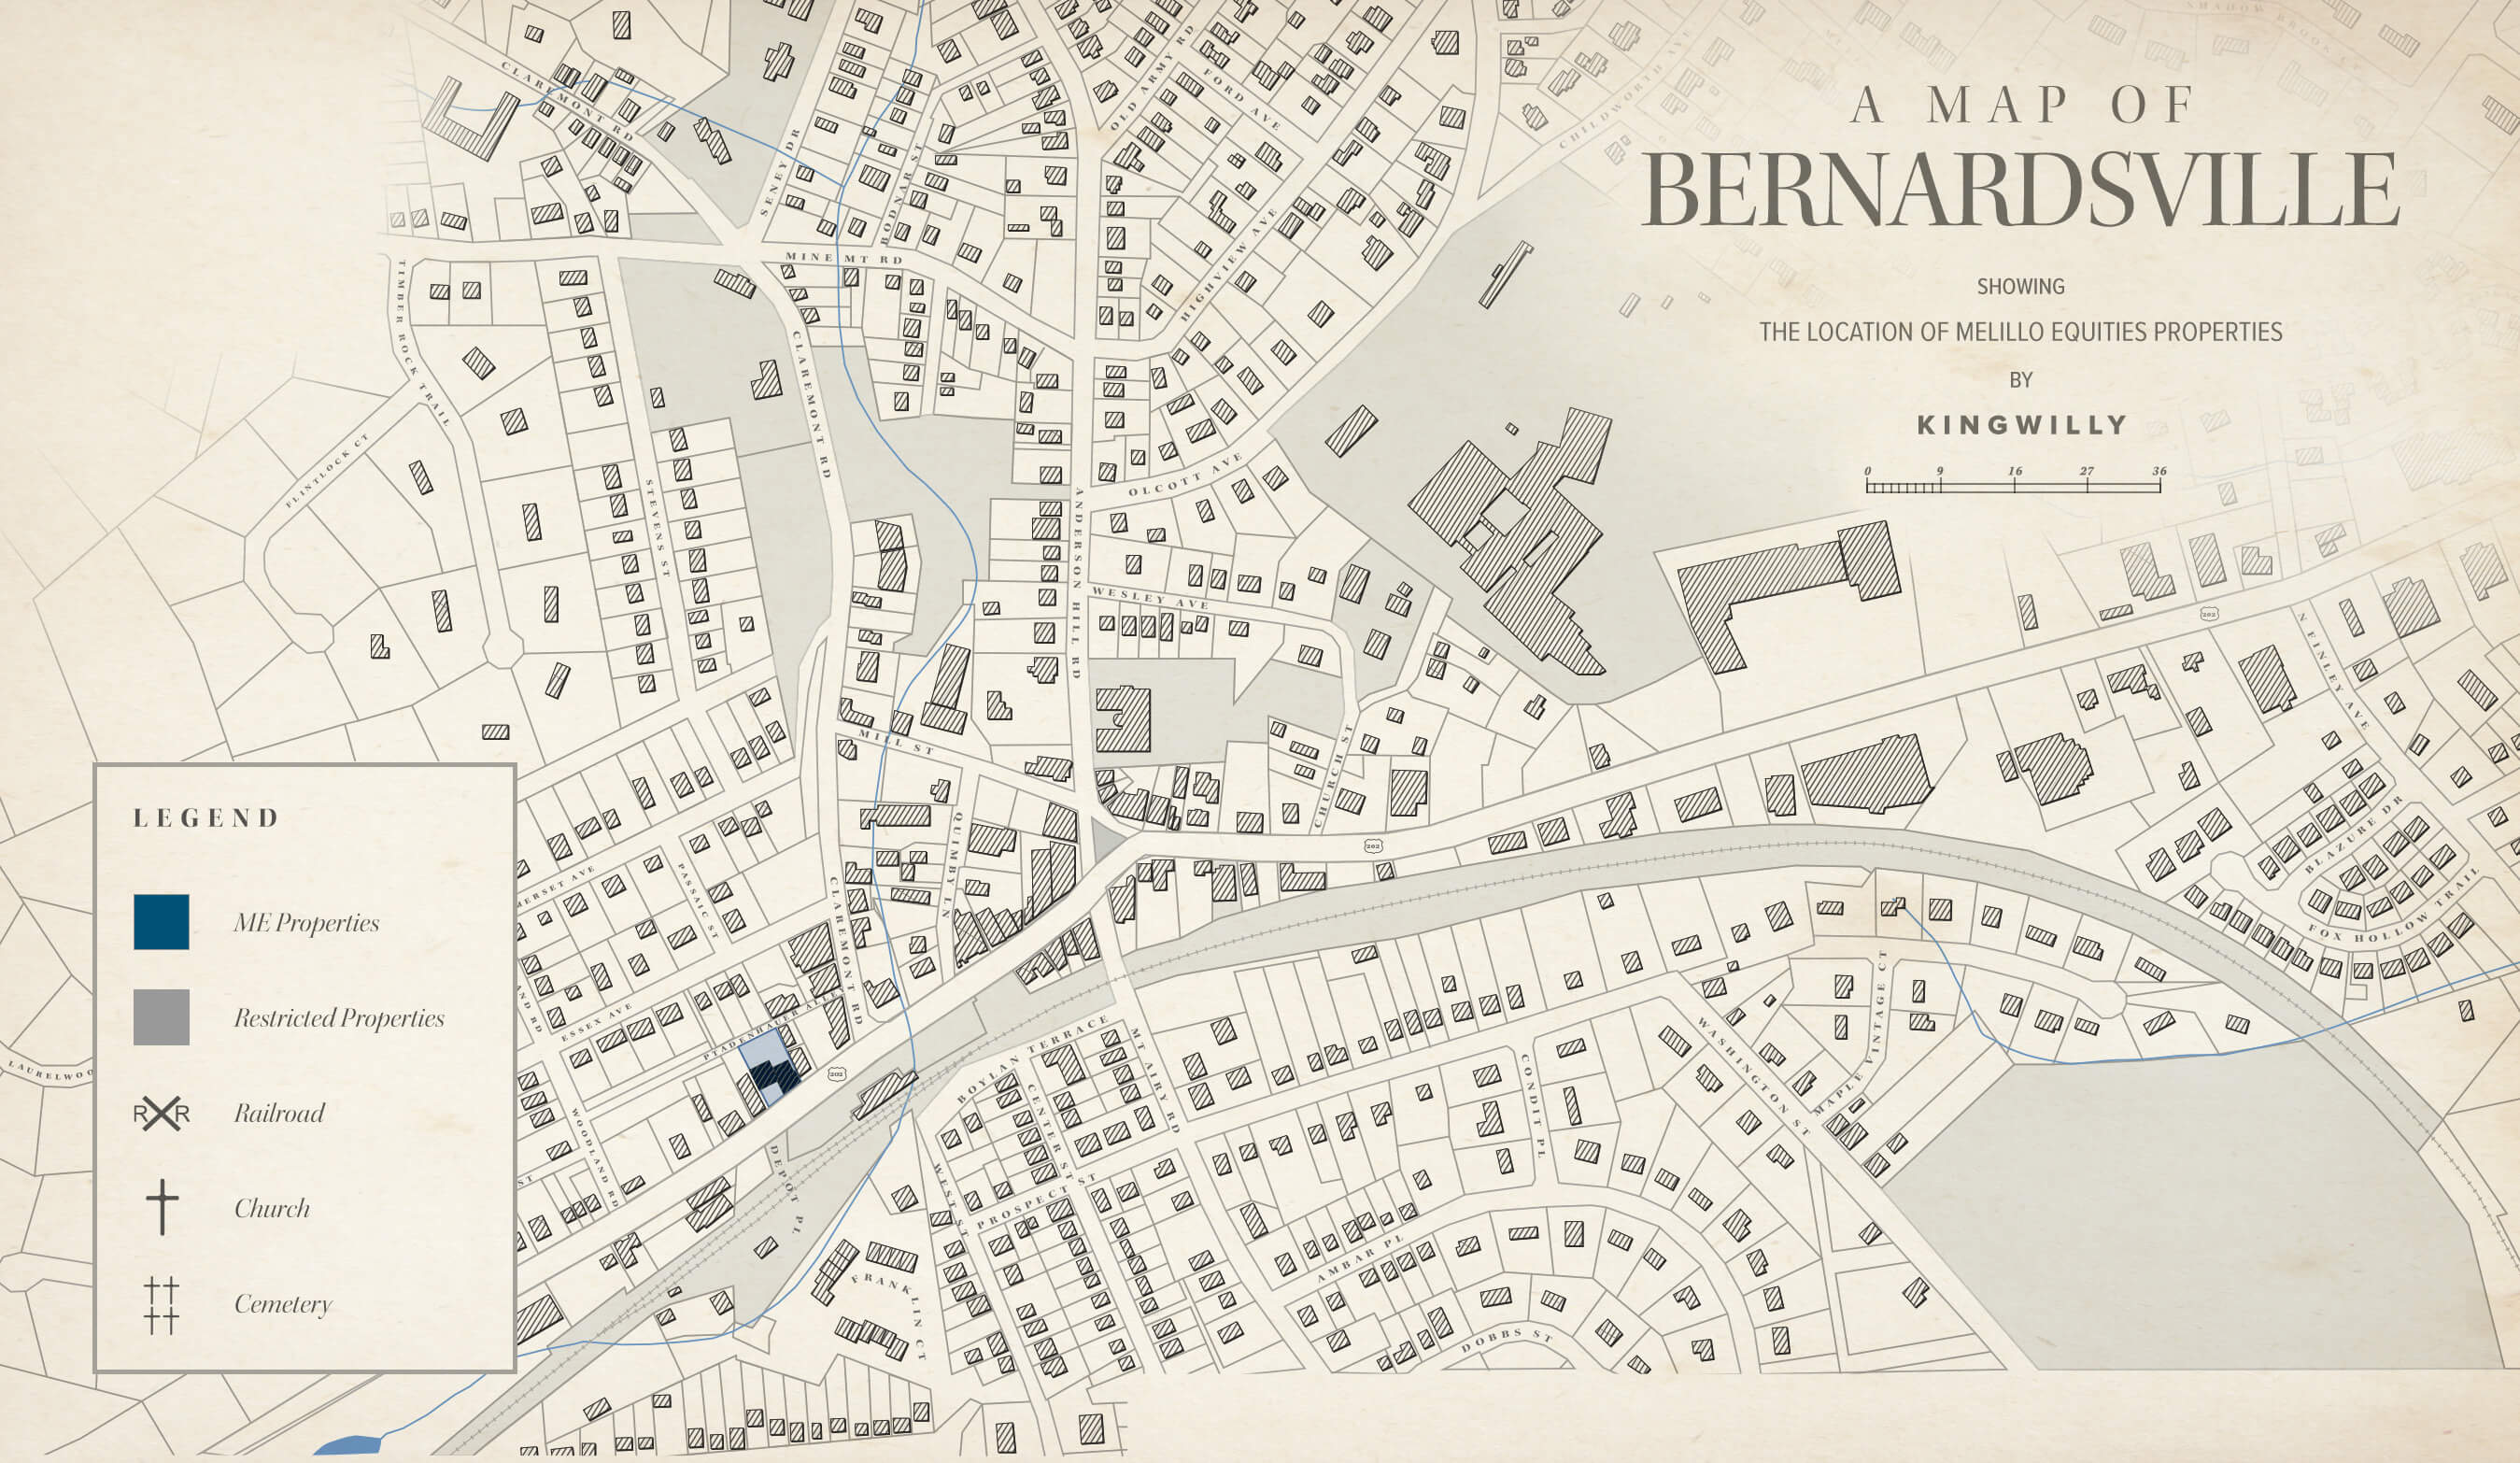 A MAP OF
BERNARDSVILLE
SHOWING
THE LOCATION OF MELILLO EQUITIES PROPERTIES
BY
KINGWILLY
0 9 16 27 36
CLAREMONT RD
SENEY DR
BODNAR ST
OLD ARMY RD
FORD AVE
CHILDWORTH AVE
SHADOW BROOK
MINE MT RD
HIGHVIEW AVE
TIMBER ROCK TRAIL
CLAREMONT RD
FLINTLOCK CT
STEVENS ST
OLCOTT AVE
ANDERSON HILL RD
WESLEY AVE
202
N FINLEY AVE
MILL ST
CHURCH ST
QUIMBY LN
202
BLAZURE DR
FOX HOLLOW TRAIL
MERSET AVE
PASSAIC ST
CLAREMONT RD
AND RD
ESSEX AVE
PTADENHAUER ALLEY
202
BOYLAN TERRACE
MT AIRY RD
CENTER ST
CONDIT PL
WASHINGTON ST
MAPLE VINTAGE CT
WOODLAND RD
ST
DEPOT PL
WEST ST
PROSPECT ST
AMBAR PL
FRANKLIN CT
DOBBS ST
LAURELWOO
LEGEND
ME Properties
Restricted Properties
R R Railroad
Church
Cemetery